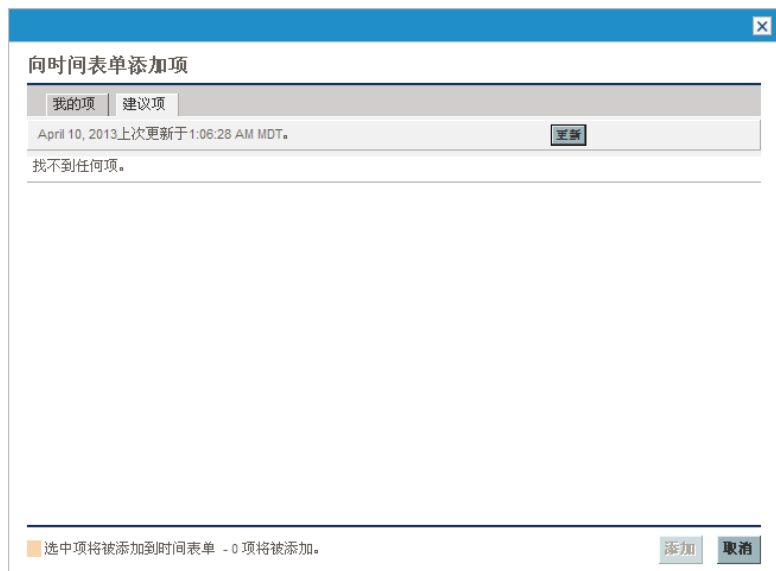 向时间表单添加项
我的项 建议项
April 10, 2013上次更新于1:06:28 AM MDT。 更新
找不到任何项。
选中项将被添加到时间表单 - 0 项将被添加。 添加 取消